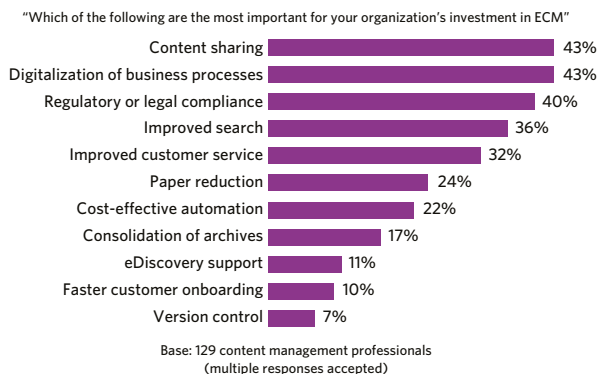 “Which of the following are the most important for your organization’s investment in ECM”
Content sharing 43%
Digitalization of business processes 43%
Regulatory or legal compliance 40%
Improved search 36%
Improved customer service 32%
Paper reduction 24%
Cost-effective automation 22%
Consolidation of archives 17%
eDiscovery support 11%
Faster customer onboarding 10%
Version control 7%
Base: 129 content management professionals
(multiple responses accepted)